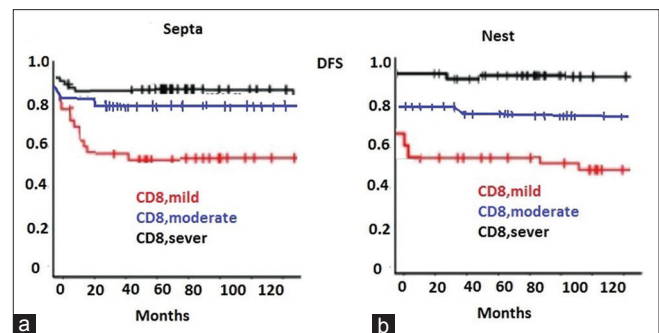 Septa
1.0
0.8
0.6
0.4
0.2
0
CD8,mild
CD8,moderate
CD8,sever
0 20 40 60 80 100 120
Months
a
DFS
Nest
1.0
0.8
0.6
0.4
0.2
0.0
CD8,mild
CD8,moderate
CD8,sever
0 20 40 60 80 100 120
Months
b